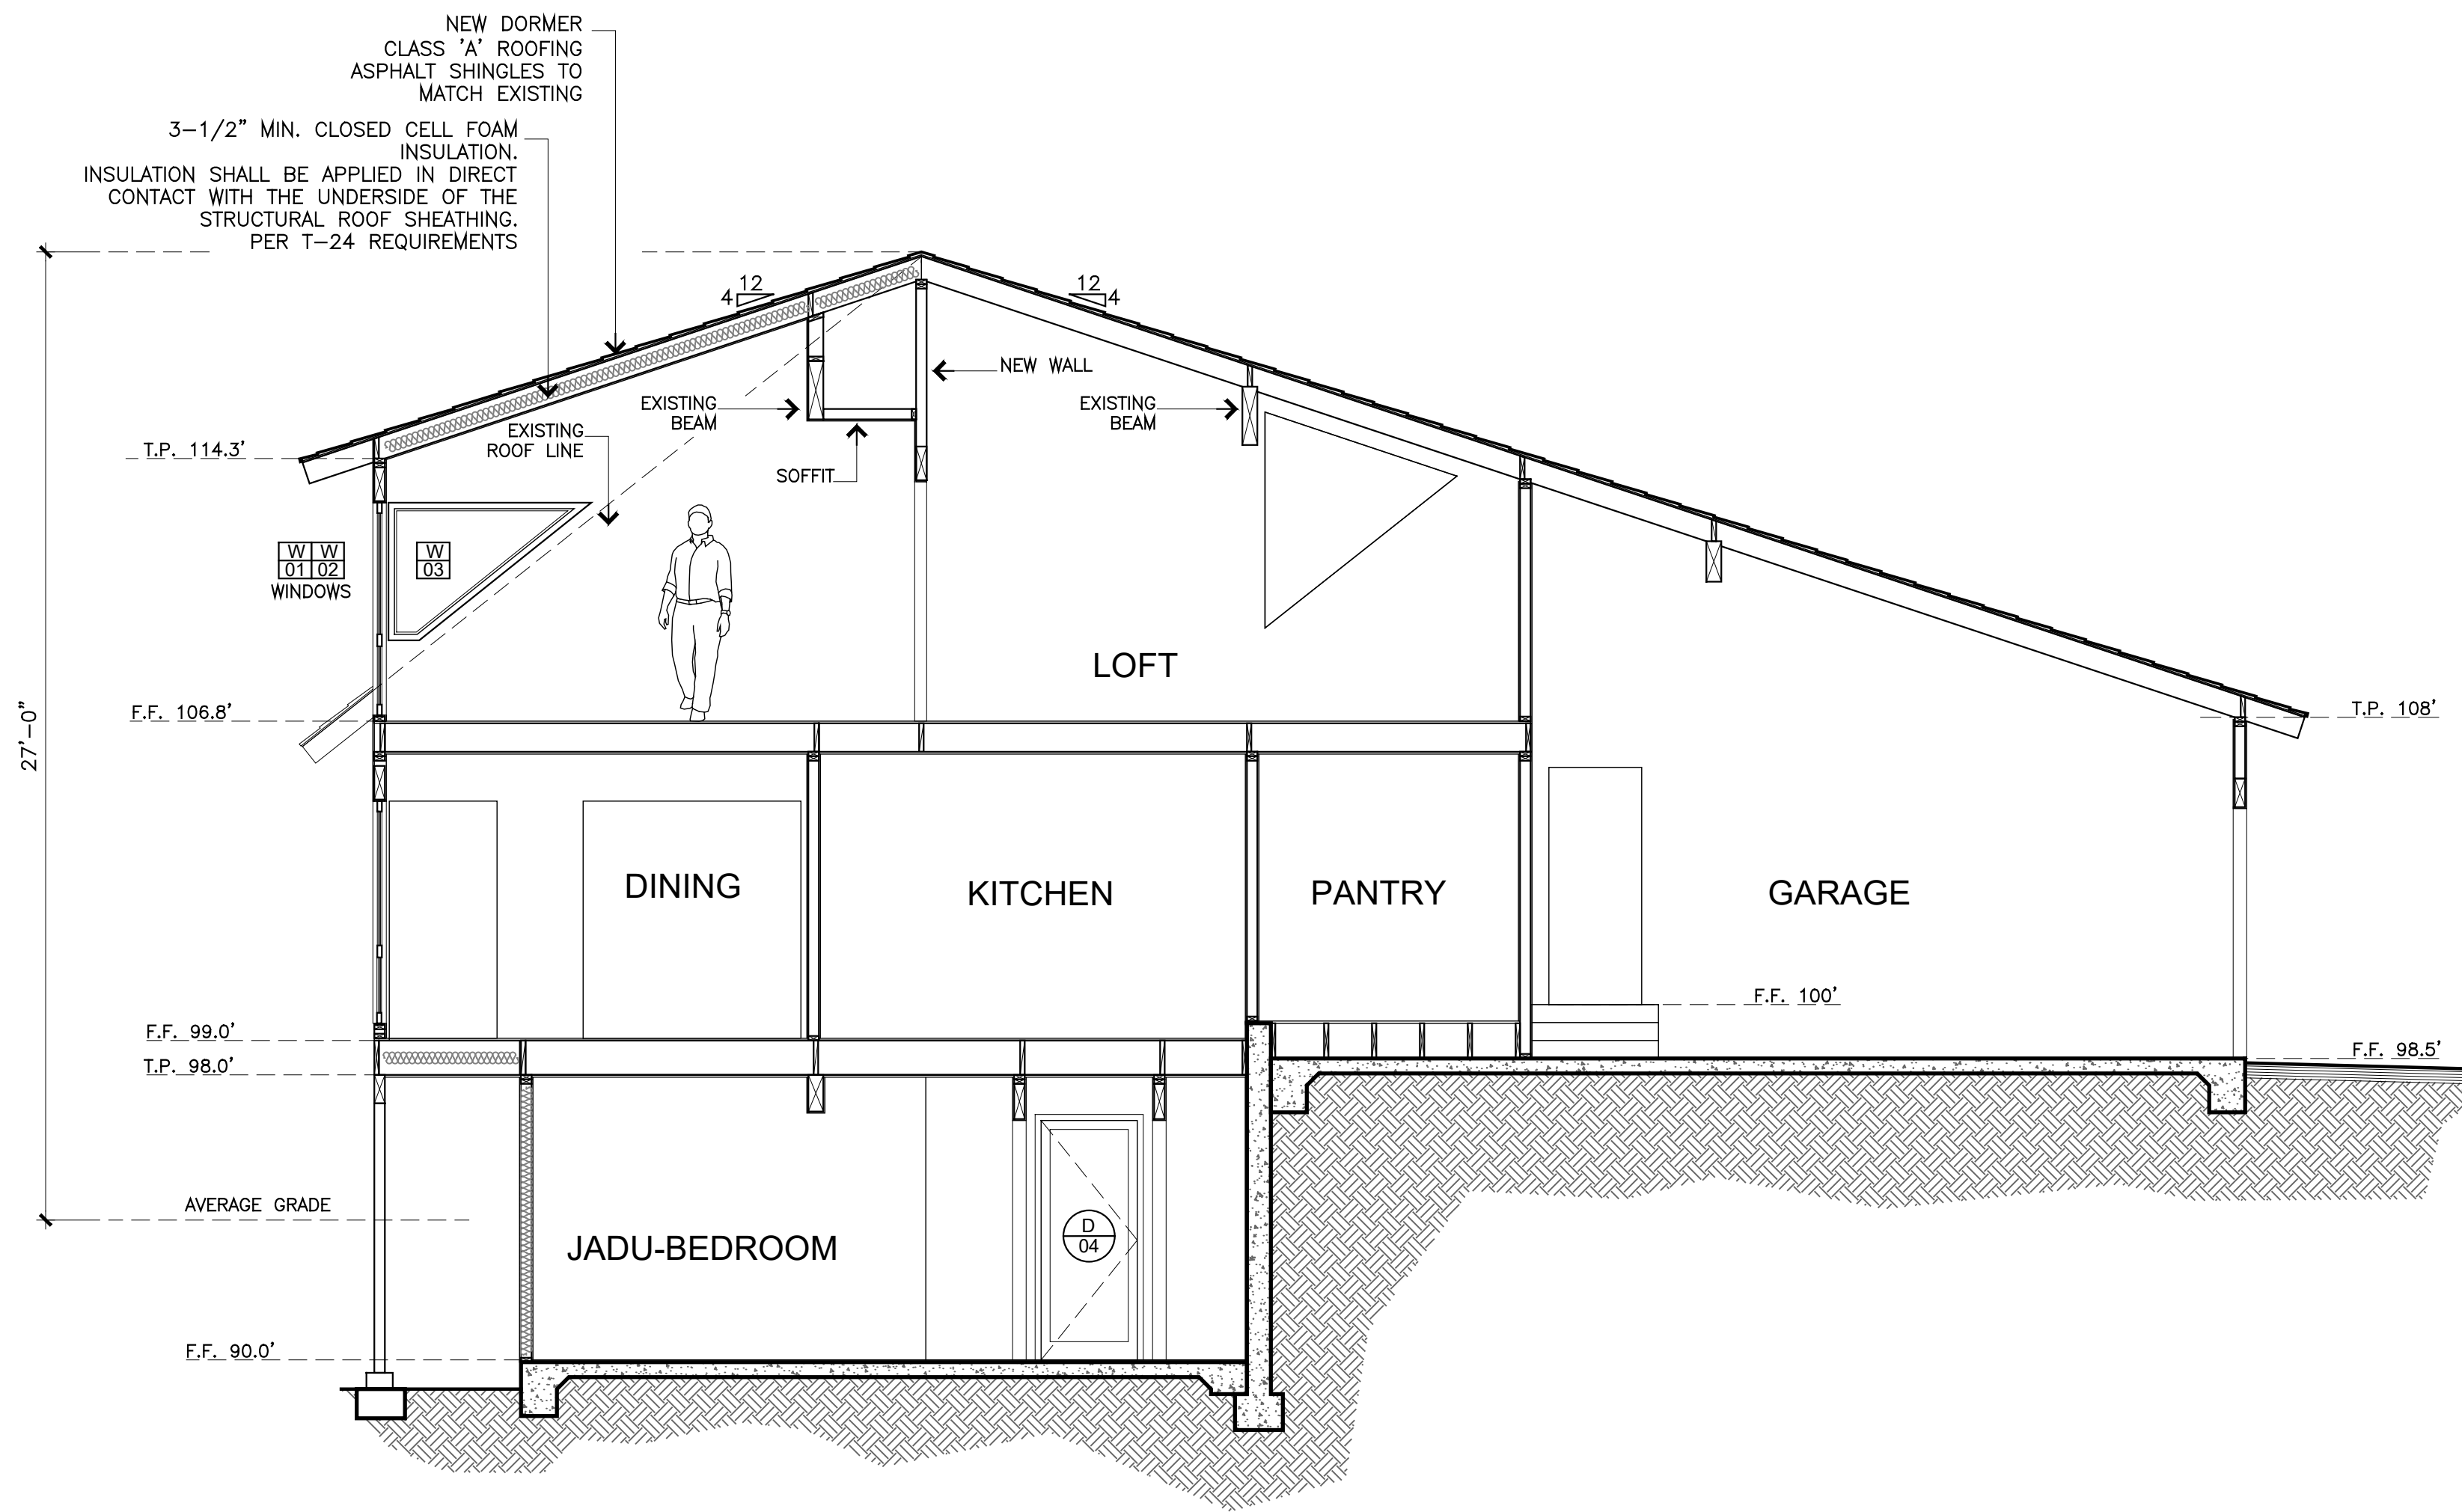 NEW DORMER
CLASS 'A' ROOFING
ASPHALT SHINGLES TO
MATCH EXISTING
3-1/2" MIN. CLOSED CELL FOAM
INSULATION.
INSULATION SHALL BE APPLIED IN DIRECT
CONTACT WITH THE UNDERSIDE OF THE
STRUCTURAL ROOF SHEATHING.
PER T-24 REQUIREMENTS
12
4
12
4
NEW WALL
EXISTING
BEAM
EXISTING
BEAM
EXISTING
ROOF LINE
SOFFIT
T.P. 114.3'
W W
01 02
WINDOWS
W
03
LOFT
F.F. 106.8'
T.P. 108'
27'-0"
DINING
KITCHEN
PANTRY
GARAGE
F.F. 100'
F.F. 99.0'
T.P. 98.0'
F.F. 98.5'
AVERAGE GRADE
JADU-BEDROOM
D
04
F.F. 90.0'